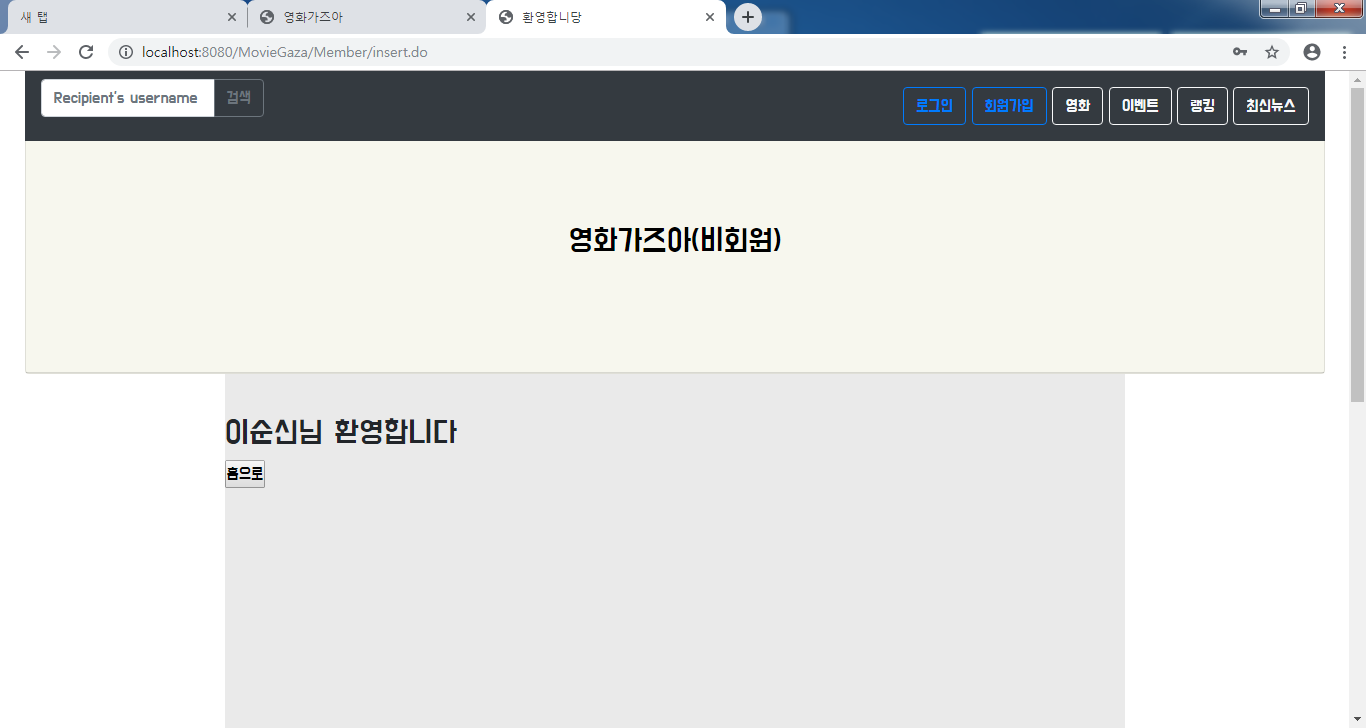 새 탭
영화가즈아
환영합니당
localhost:8080/MovieGaza/Member/insert.do
Recipient's username 검색
로그인 회원가입 영화 이벤트 랭킹 최신뉴스
영화가즈아(비회원)
이순신님 환영합니다
홈으로